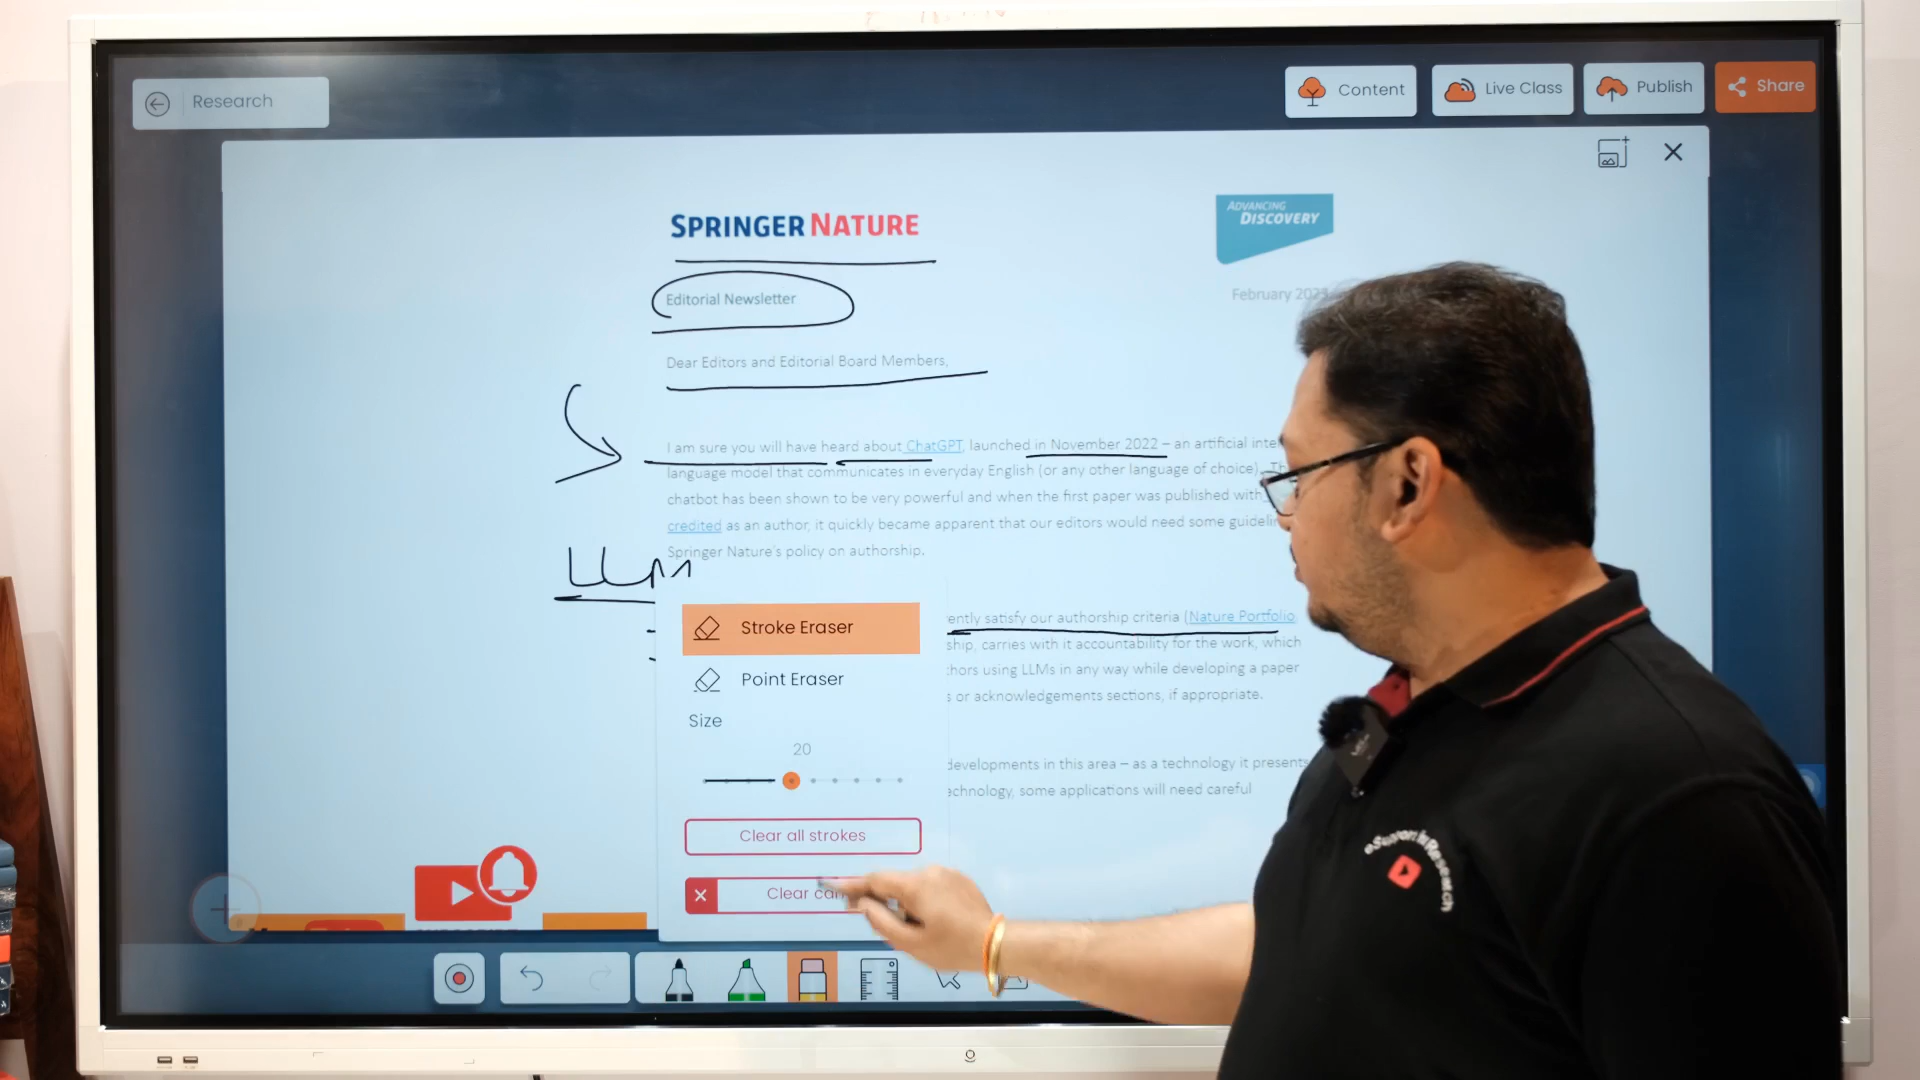 Research
Content
Live Class
Publish
Share
SPRINGER NATURE
ADVANCING
DISCOVERY
Editorial Newsletter
February 2023
Dear Editors and Editorial Board Members,
I am sure you will have heard about ChatGPT, launched in November 2022 – an artificial
language model that communicates in everyday English (or any other language of choice).
chatbot has been shown to be very powerful and when the first paper was published with
credited as an author, it quickly became apparent that our editors would need some
Springer Nature's policy on authorship.
LLM
satisfy our authorship criteria (Nature Portfolio
carries with it accountability for the work, which
using LLMs in any way while developing a paper
or acknowledgements sections, if appropriate.
developments in this area – as a technology it presents
some applications will need careful
Stroke Eraser
Point Eraser
Size
20
Clear all strokes
Clear
eSupport for Research